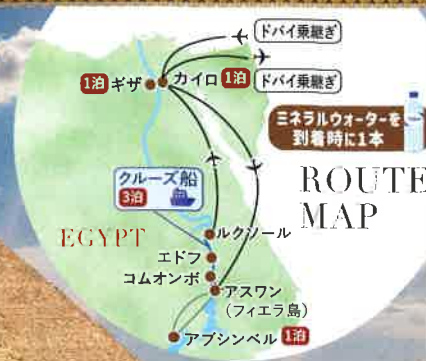 ドバイ乗継ぎ
1泊 ギザ カイロ 1泊 ドバイ乗継ぎ
ミネラルウォーターを
到着時に1本
クルーズ船
3泊
ROUTE
MAP
EGYPT
ルクソール
エドフ
コムオンボ
アスワン
(フィエラ島)
アブシンベル 1泊